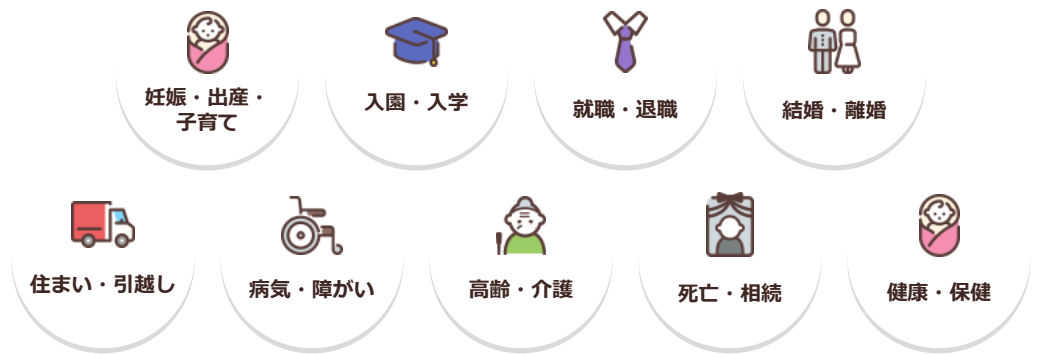 妊娠・出産・
子育て
入園・入学
就職・退職
結婚・離婚
住まい・引越し
病気・障がい
高齢・介護
死亡・相続
健康・保健